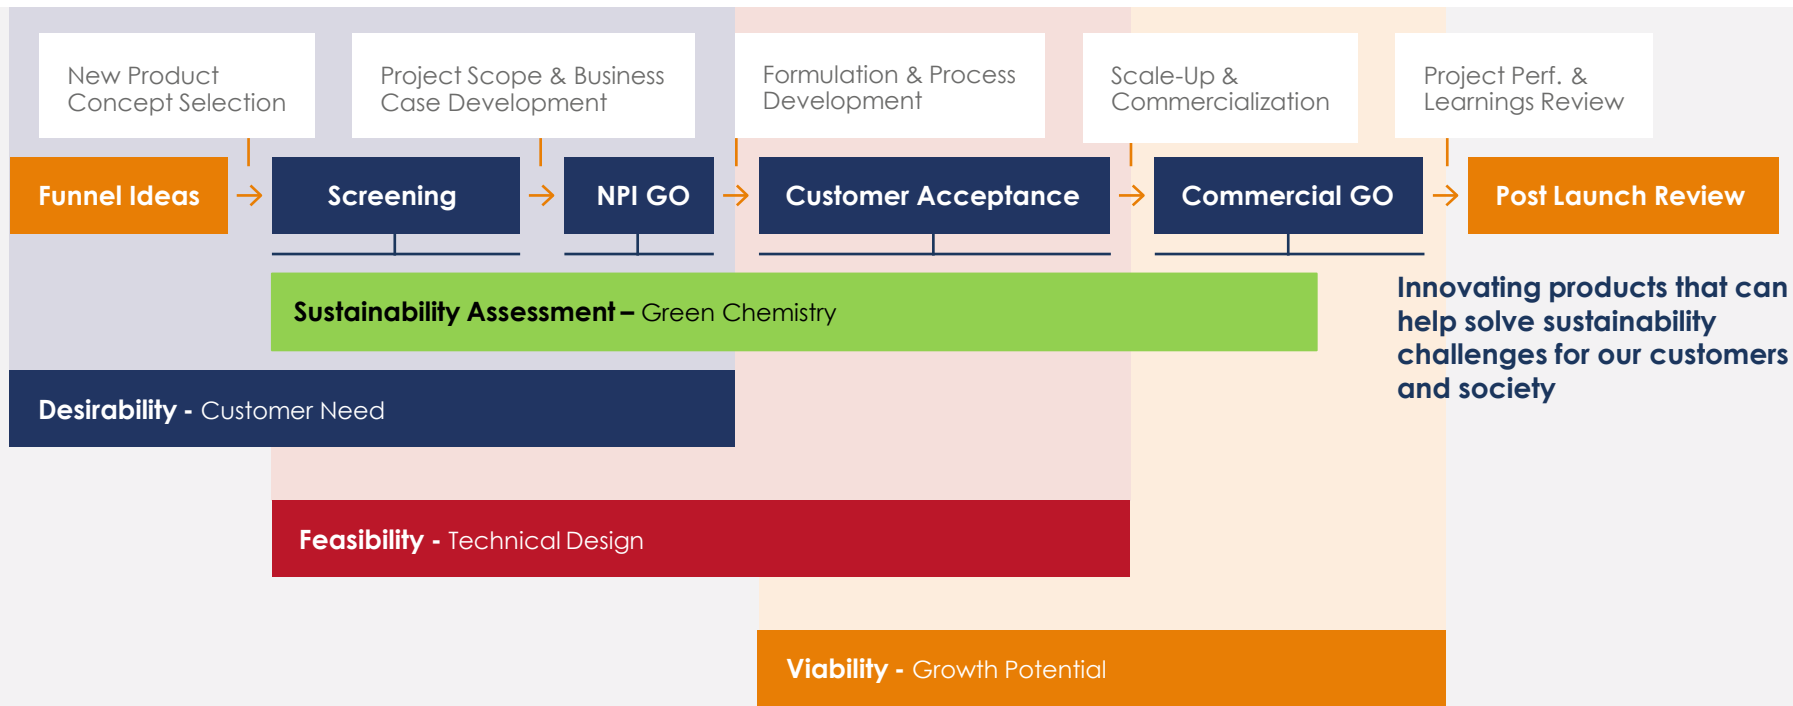 New Product
Concept Selection
Project Scope & Business
Case Development
Formulation & Process
Development
Scale-Up &
Commercialization
Project Perf. &
Learnings Review
Funnel Ideas
Screening
NPI GO
Customer Acceptance
Commercial GO
Post Launch Review
Sustainability Assessment – Green Chemistry
Innovating products that can
help solve sustainability
challenges for our customers
and society
Desirability - Customer Need
Feasibility - Technical Design
Viability - Growth Potential